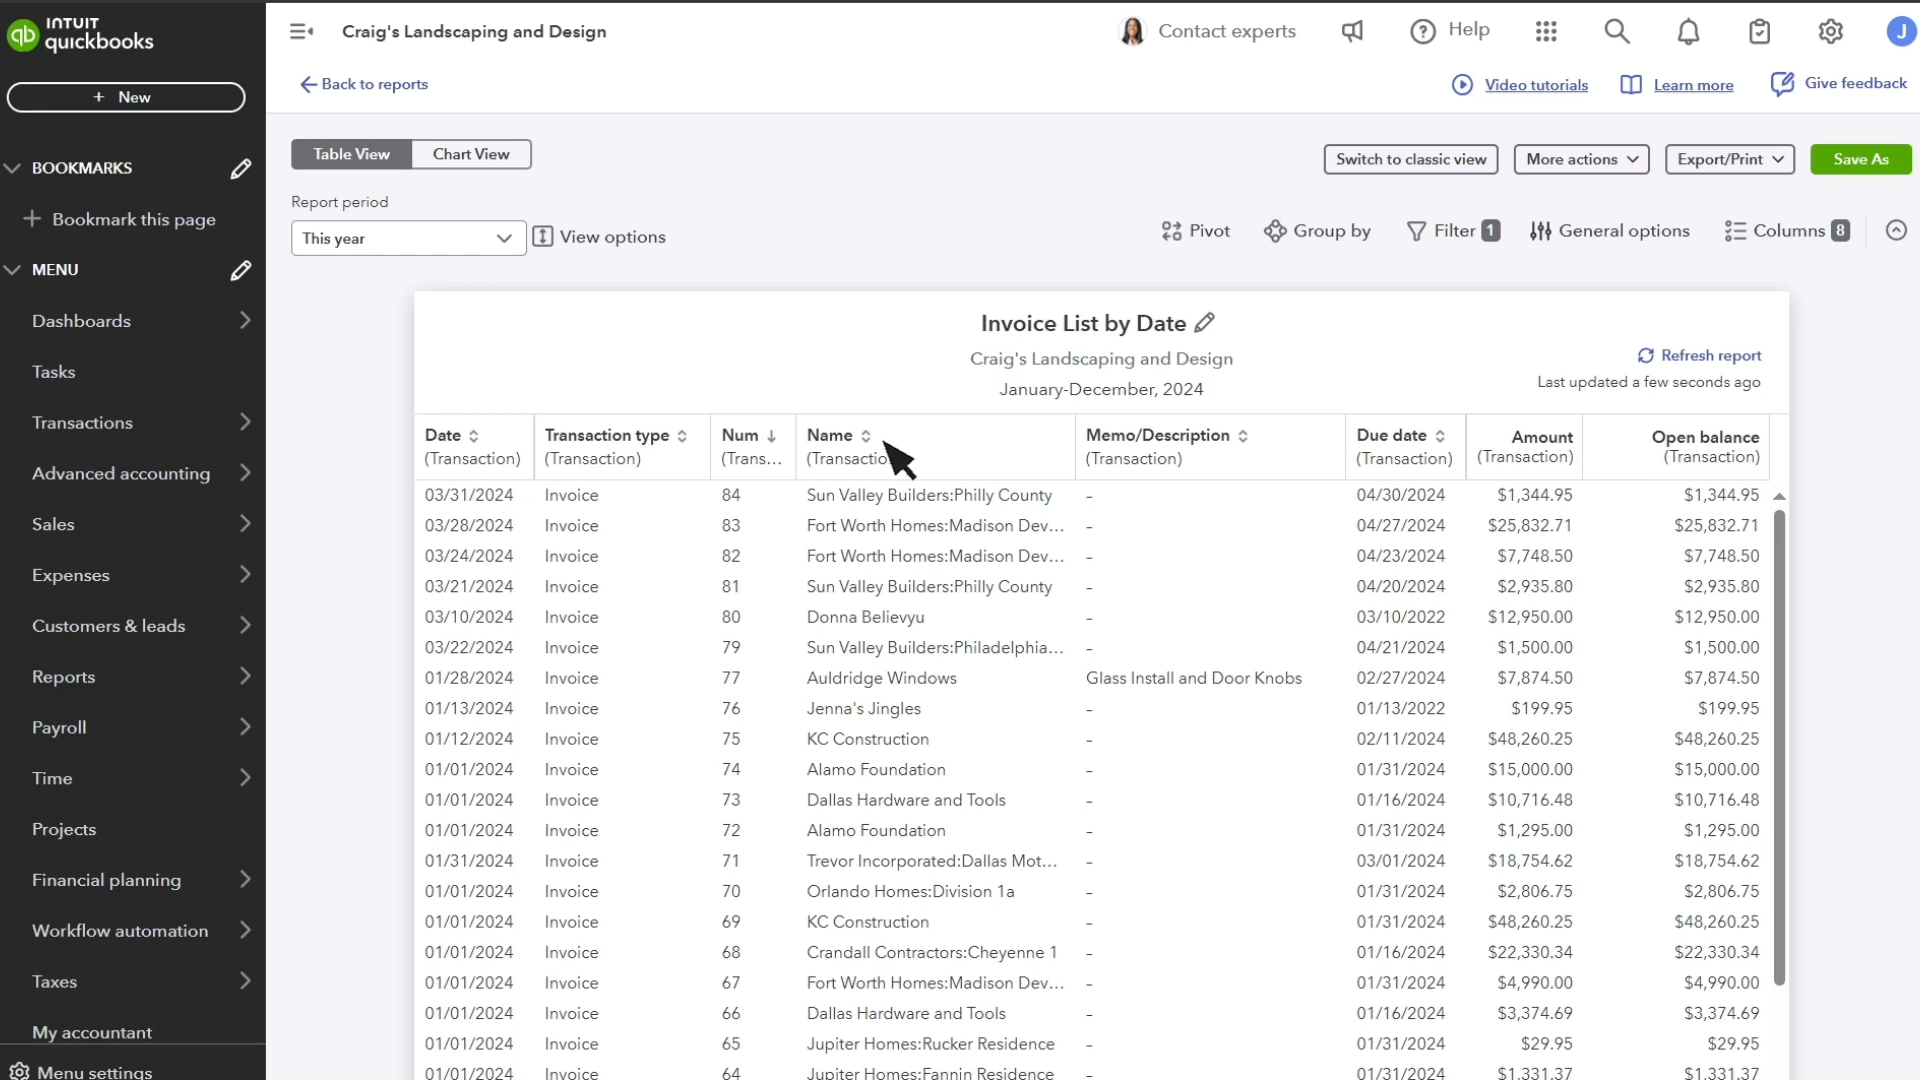 INTUIT
quickbooks
Craig's Landscaping and Design
Contact experts
Help
J
+ New
Back to reports
Video tutorials
Learn more
Give feedback
BOOKMARKS
Bookmark this page
MENU
Dashboards
Tasks
Transactions
Advanced accounting
Sales
Expenses
Customers & leads
Reports
Payroll
Time
Projects
Financial planning
Workflow automation
Taxes
My accountant
Menu settings
Table View Chart View
Switch to classic view
More actions
Export/Print
Save As
Report period
This year
View options
Pivot
Group by
Filter 1
General options
Columns 8
Invoice List by Date
Craig's Landscaping and Design
January-December, 2024
Refresh report
Last updated a few seconds ago
Date Transaction type Num Name Memo/Description Due date Amount Open balance
(Transaction) (Transaction) (Trans... (Transactio (Transaction) (Transaction) (Transaction) (Transaction)
03/31/2024 Invoice 84 Sun Valley Builders:Philly County - 04/30/2024 $1,344.95 $1,344.95
03/28/2024 Invoice 83 Fort Worth Homes:Madison Dev... - 04/27/2024 $25,832.71 $25,832.71
03/24/2024 Invoice 82 Fort Worth Homes:Madison Dev... - 04/23/2024 $7,748.50 $7,748.50
03/21/2024 Invoice 81 Sun Valley Builders:Philly County - 04/20/2024 $2,935.80 $2,935.80
03/10/2024 Invoice 80 Donna Believyu - 03/10/2022 $12,950.00 $12,950.00
03/22/2024 Invoice 79 Sun Valley Builders:Philadelphia... - 04/21/2024 $1,500.00 $1,500.00
01/28/2024 Invoice 77 Auldridge Windows Glass Install and Door Knobs 02/27/2024 $7,874.50 $7,874.50
01/13/2024 Invoice 76 Jenna's Jingles - 01/13/2022 $199.95 $199.95
01/12/2024 Invoice 75 KC Construction - 02/11/2024 $48,260.25 $48,260.25
01/01/2024 Invoice 74 Alamo Foundation - 01/31/2024 $15,000.00 $15,000.00
01/01/2024 Invoice 73 Dallas Hardware and Tools - 01/16/2024 $10,716.48 $10,716.48
01/01/2024 Invoice 72 Alamo Foundation - 01/31/2024 $1,295.00 $1,295.00
01/31/2024 Invoice 71 Trevor Incorporated:Dallas Mot... - 03/01/2024 $18,754.62 $18,754.62
01/01/2024 Invoice 70 Orlando Homes:Division 1a - 01/31/2024 $2,806.75 $2,806.75
01/01/2024 Invoice 69 KC Construction - 01/31/2024 $48,260.25 $48,260.25
01/01/2024 Invoice 68 Crandall Contractors:Cheyenne 1 - 01/16/2024 $22,330.34 $22,330.34
01/01/2024 Invoice 67 Fort Worth Homes:Madison Dev... - 01/31/2024 $4,990.00 $4,990.00
01/01/2024 Invoice 66 Dallas Hardware and Tools - 01/16/2024 $3,374.69 $3,374.69
01/01/2024 Invoice 65 Jupiter Homes:Rucker Residence - 01/31/2024 $29.95 $29.95
01/01/2024 Invoice 64 Jupiter Homes:Fannin Residence - 01/31/2024 $1,331.37 $1,331.37